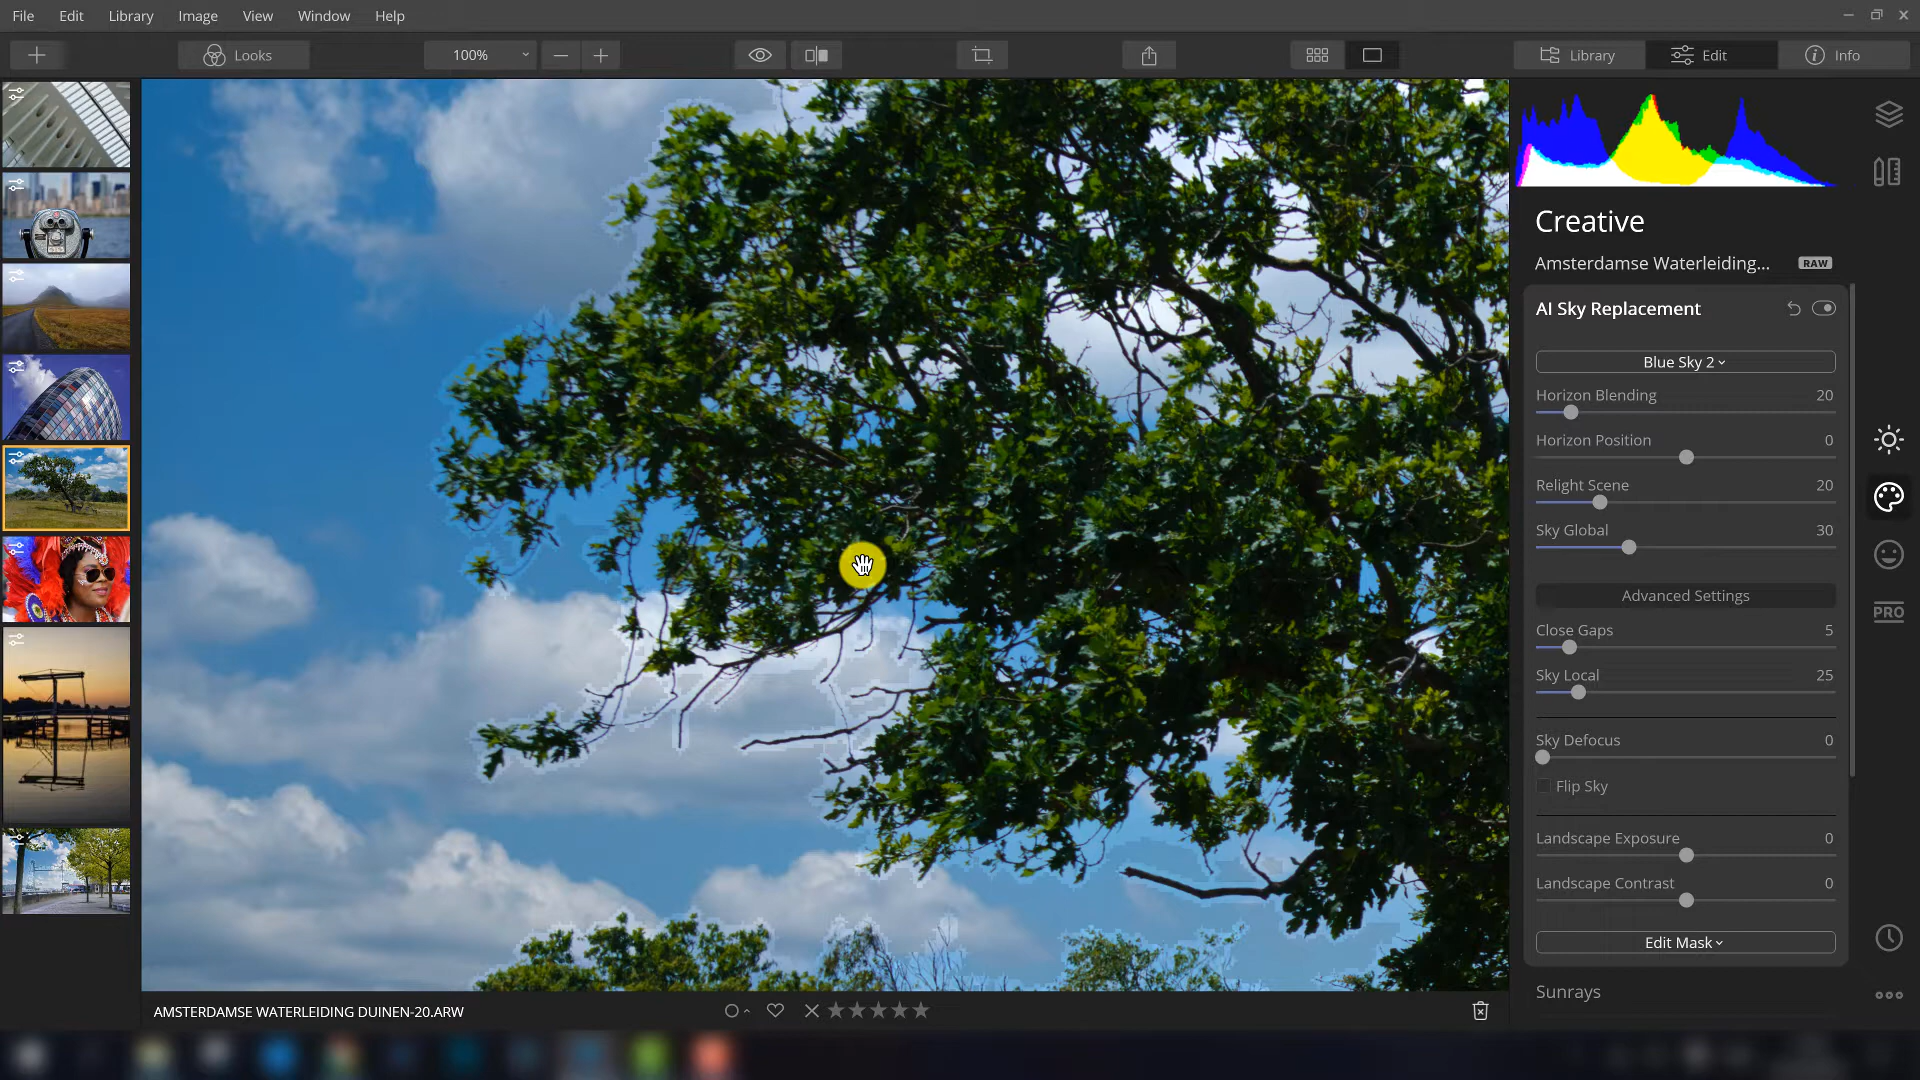 File Edit Library Image View Window Help
Looks 100% Library Edit Info
Creative
Amsterdamse Waterleiding... RAW
AI Sky Replacement
Blue Sky 2
Horizon Blending 20
Horizon Position 0
Relight Scene 20
Sky Global 30
Advanced Settings
Close Gaps 5
Sky Local 25
Sky Defocus 0
Flip Sky
Landscape Exposure 0
Landscape Contrast 0
Edit Mask
Sunrays
PRO
AMSTERDAMSE WATERLEIDING DUINEN-20.ARW